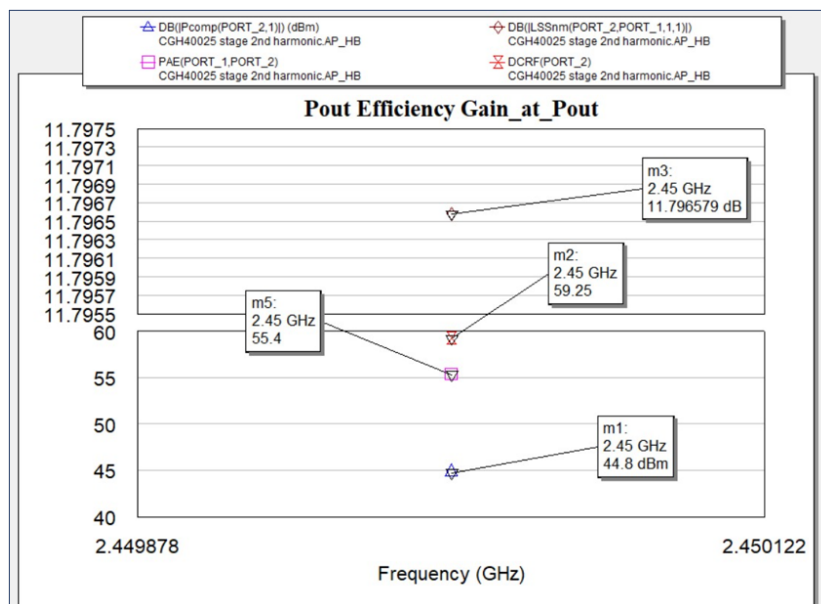 DB(|Pcomp(PORT_2,1)|) (dBm)
CGH40025 stage 2nd harmonic.AP_HB
DB(|LSSnm(PORT_2,PORT_1,1,1)|)
CGH40025 stage 2nd harmonic.AP_HB
PAE(PORT_1,PORT_2)
CGH40025 stage 2nd harmonic.AP_HB
DCRF(PORT_2)
CGH40025 stage 2nd harmonic.AP_HB
Pout Efficiency Gain_at_Pout
11.7975
11.7973
11.7971
11.7969
11.7967
11.7965
11.7963
11.7961
11.7959
11.7957
11.7955
m3:
2.45 GHz
11.796579 dB
m2:
2.45 GHz
59.25
m5:
2.45 GHz
55.4
60
55
50
45
40
m1:
2.45 GHz
44.8 dBm
2.449878
2.450122
Frequency (GHz)